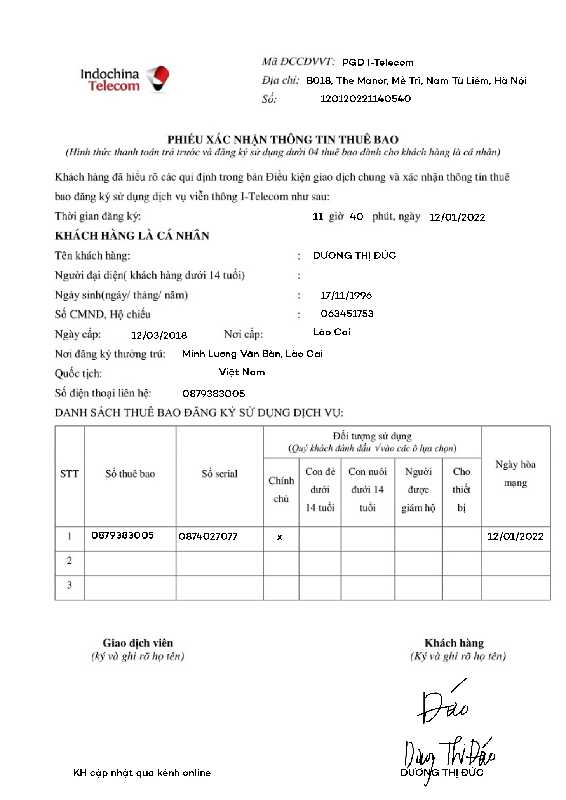 Indochina
Telecom
Mã ĐCCĐVVT: PGD I-Telecom
Địa chỉ: B018, The Manor, Mễ Trì, Nam Từ Liêm, Hà Nội
Số: 120120221140540
PHIẾU XÁC NHẬN THÔNG TIN THUÊ BAO
(Hình thức thanh toán trả trước và đăng ký sử dụng dưới 04 thuê bao dành cho khách hàng là cá nhân)
Khách hàng đã hiểu rõ các qui định trong bản Điều kiện giao dịch chung và xác nhận thông tin thuê
bao đăng ký sử dụng dịch vụ viễn thông I-Telecom như sau:
Thời gian đăng ký: 11 giờ 40 phút, ngày 12/01/2022
KHÁCH HÀNG LÀ CÁ NHÂN
Tên khách hàng: : DƯƠNG THỊ ĐỨC
Người đại diện( khách hàng dưới 14 tuổi) :
Ngày sinh(ngày/ tháng/ năm) : 17/11/1996
Số CMND, Hộ chiếu : 063451753
Ngày cấp: 12/03/2018 Nơi cấp: Lào Cai
Nơi đăng ký thường trú: Minh Lương Văn Bàn, Lào Cai
Quốc tịch: Việt Nam
Số điện thoại liên hệ: 0879383005
DANH SÁCH THUÊ BAO ĐĂNG KÝ SỬ DỤNG DỊCH VỤ:
STT Số thuê bao Số serial Đối tượng sử dụng Ngày hòa mạng
(Quý khách đánh dấu √ vào các ô lựa chọn)
Chính chủ Con đẻ dưới 14 tuổi Con nuôi dưới 14 tuổi Người được giám hộ Cho thiết bị
1 0879383005 0874027077 x 12/01/2022
2
3
Giao dịch viên Khách hàng
(ký và ghi rõ họ tên) (Ký và ghi rõ họ tên)
Dương Thị
KH cập nhật qua kênh online DƯƠNG THỊ ĐỨC